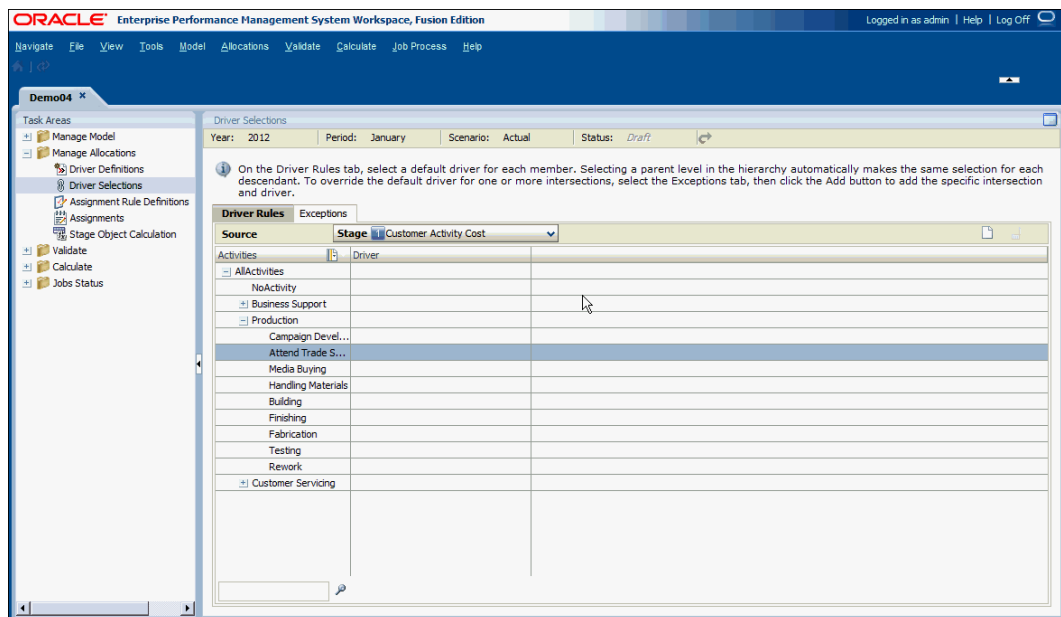 ORACLE Enterprise Performance Management System Workspace, Fusion Edition
Logged in as admin | Help | Log Off
Navigate File View Tools Model Allocations Validate Calculate Job Process Help
Demo04
Task Areas
Manage Model
Manage Allocations
Driver Definitions
Driver Selections
Assignment Rule Definitions
Assignments
Stage Object Calculation
Validate
Calculate
Jobs Status
Driver Selections
Year: 2012 Period: January Scenario: Actual Status: Draft
On the Driver Rules tab, select a default driver for each member. Selecting a parent level in the hierarchy automatically makes the same selection for each
descendant. To override the default driver for one or more intersections, select the Exceptions tab, then click the Add button to add the specific intersection
and driver.
Driver Rules Exceptions
Source Stage Customer Activity Cost
Activities Driver
AllActivities
NoActivity
Business Support
Production
Campaign Devel...
Attend Trade S...
Media Buying
Handling Materials
Building
Finishing
Fabrication
Testing
Rework
Customer Servicing